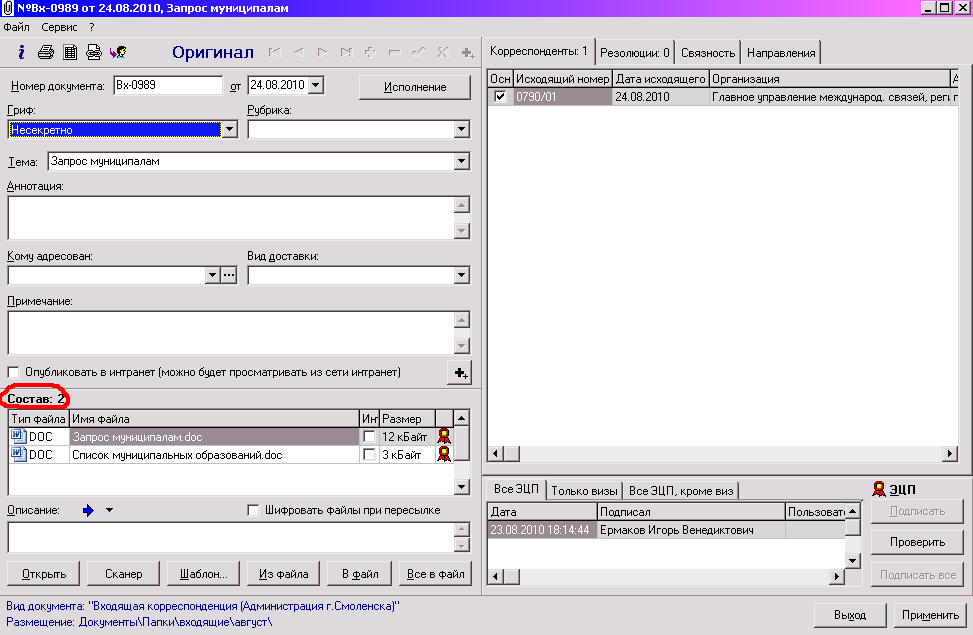 №Вх-0989 от 24.08.2010, Запрос муниципалам
Файл Сервис ?
Оригинал
Номер документа: Вх-0989 от 24.08.2010 Исполнение
Гриф: Рубрика:
Несекретно
Тема: Запрос муниципалам
Аннотация:
Кому адресован: Вид доставки:
Примечание:
Опубликовать в интранет (можно будет просматривать из сети интранет)
Состав: 2
Тип файла Имя файла Инт Размер
DOC Запрос муниципалам.doc 12 кБайт
DOC Список муниципальных образований.doc 3 кБайт
Описание: Шифровать файлы при пересылке
Открыть Сканер Шаблон... Из файла В файл Все в файл
Вид документа: "Входящая корреспонденция (Администрация г.Смоленска)"
Размещение: Документы\Папки\входящие\август\
Корреспонденты: 1 Резолюции: 0 Связность Направления
Осн Исходящий номер Дата исходящего Организация А
0790/01 24.08.2010 Главное управление международ. связей, реги г
Все ЭЦП Только визы Все ЭЦП, кроме виз
Дата Подписал Пользоват
23.08.2010 18:14:44 Ермаков Игорь Венедиктович
ЭЦП
Подписать
Проверить
Подписать все
Выход Применить